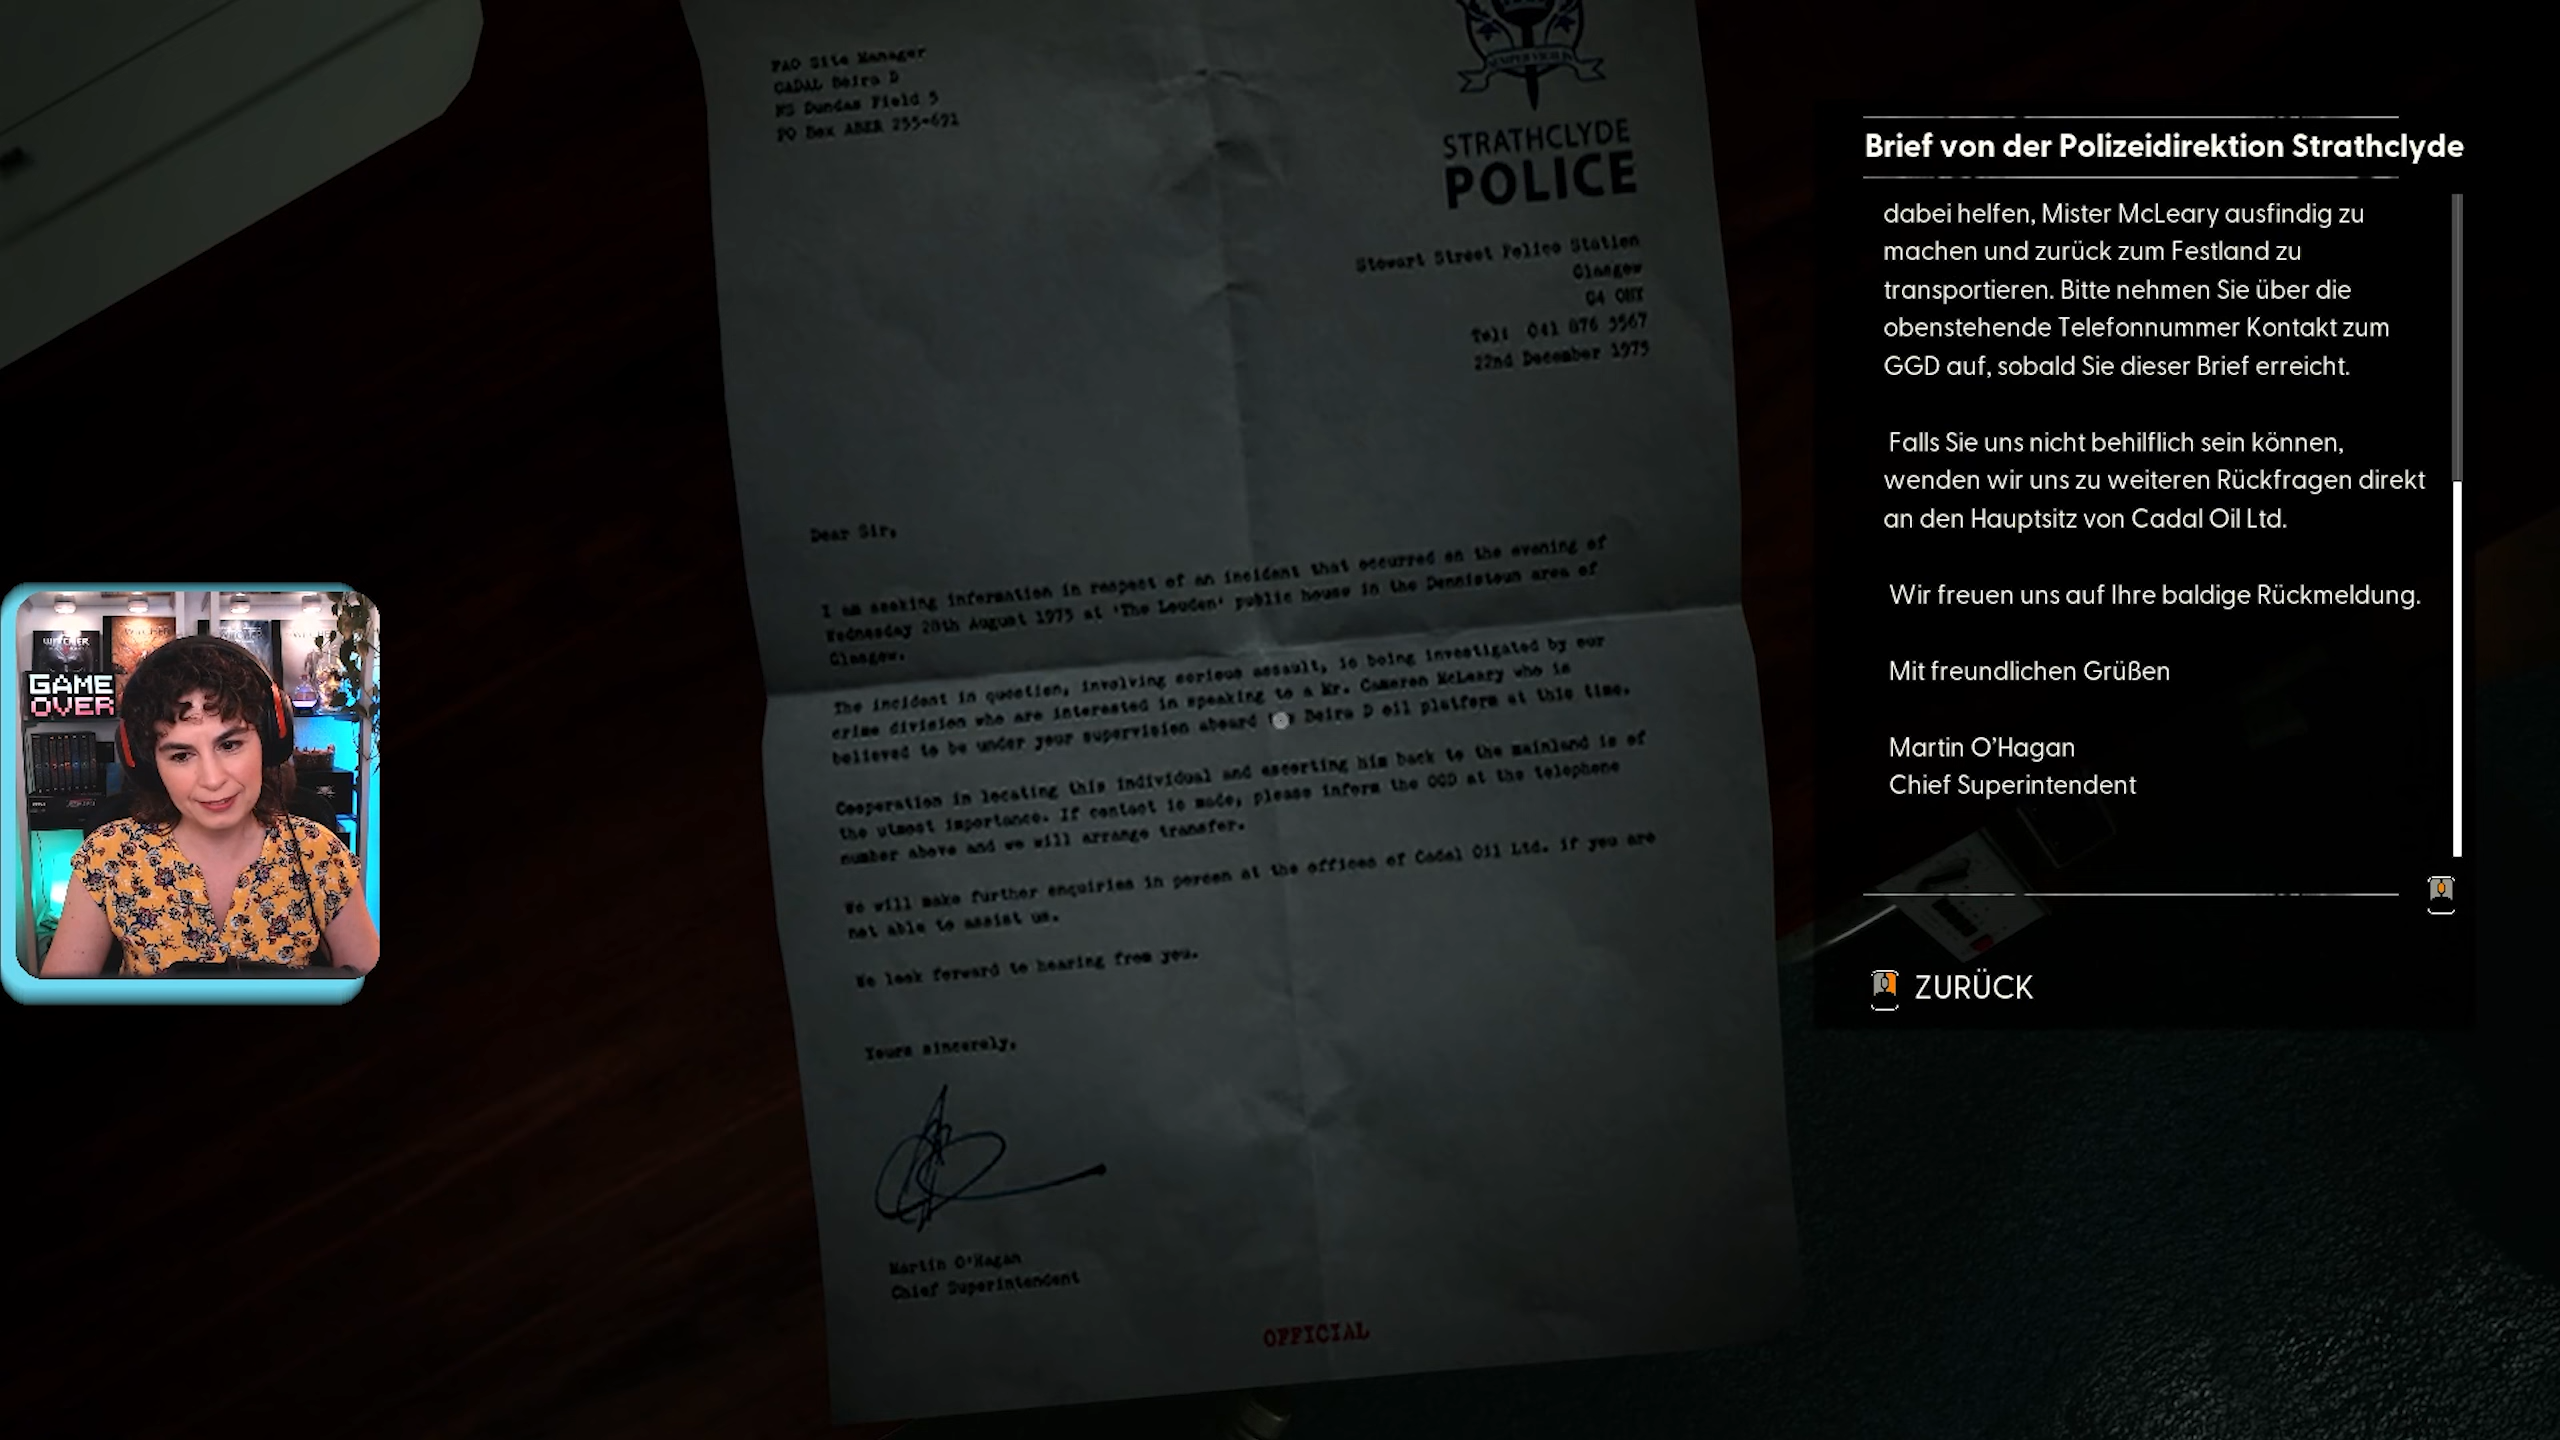 FAO Site Manager
CADAL Beira D
NS Dundas Field 5
PO Box ABER 255-691
SEMPER VIGILO
STRATHCLYDE
POLICE
Stewart Street Police Station
Glasgow
G4 0HY
Tel: 041 876 5567
22nd December 1975
Dear Sir,
I am seeking information in respect of an incident that occurred on the evening of
Wednesday 20th August 1975 at 'The Louden' public house in the Dennistoun area of
Glasgow.
The incident in question, involving serious assault, is being investigated by our
crime division who are interested in speaking to a Mr. Cameron McLeary who is
believed to be under your supervision aboard Beira D oil platform at this time.
Cooperation in locating this individual and escorting him back to the mainland is of
the utmost importance. If contact is made, please inform the GGD at the telephone
number above and we will arrange transfer.
We will make further enquiries in person at the offices of Cadal Oil Ltd. if you are
not able to assist us.
We look forward to hearing from you.
Yours sincerely,
Martin O'Hagan
Chief Superintendent
OFFICIAL
GAME
OVER
Brief von der Polizeidirektion Strathclyde
dabei helfen, Mister McLeary ausfindig zu
machen und zurück zum Festland zu
transportieren. Bitte nehmen Sie über die
obenstehende Telefonnummer Kontakt zum
GGD auf, sobald Sie dieser Brief erreicht.
Falls Sie uns nicht behilflich sein können,
wenden wir uns zu weiteren Rückfragen direkt
an den Hauptsitz von Cadal Oil Ltd.
Wir freuen uns auf Ihre baldige Rückmeldung.
Mit freundlichen Grüßen
Martin O'Hagan
Chief Superintendent
ZURÜCK